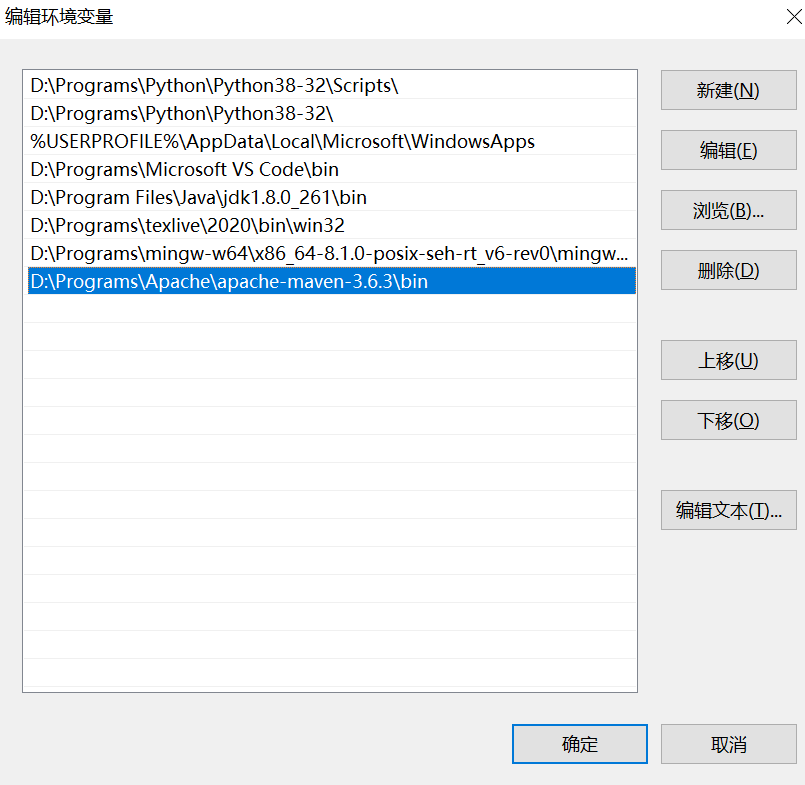 编辑环境变量
D:\Programs\Python\Python38-32\Scripts\
D:\Programs\Python\Python38-32\
%USERPROFILE%\AppData\Local\Microsoft\WindowsApps
D:\Programs\Microsoft VS Code\bin
D:\Program Files\Java\jdk1.8.0_261\bin
D:\Programs\texlive\2020\bin\win32
D:\Programs\mingw-w64\x86_64-8.1.0-posix-seh-rt_v6-rev0\mingw...
D:\Programs\Apache\apache-maven-3.6.3\bin
新建(N)
编辑(E)
浏览(B)...
删除(D)
上移(U)
下移(O)
编辑文本(T)...
确定
取消